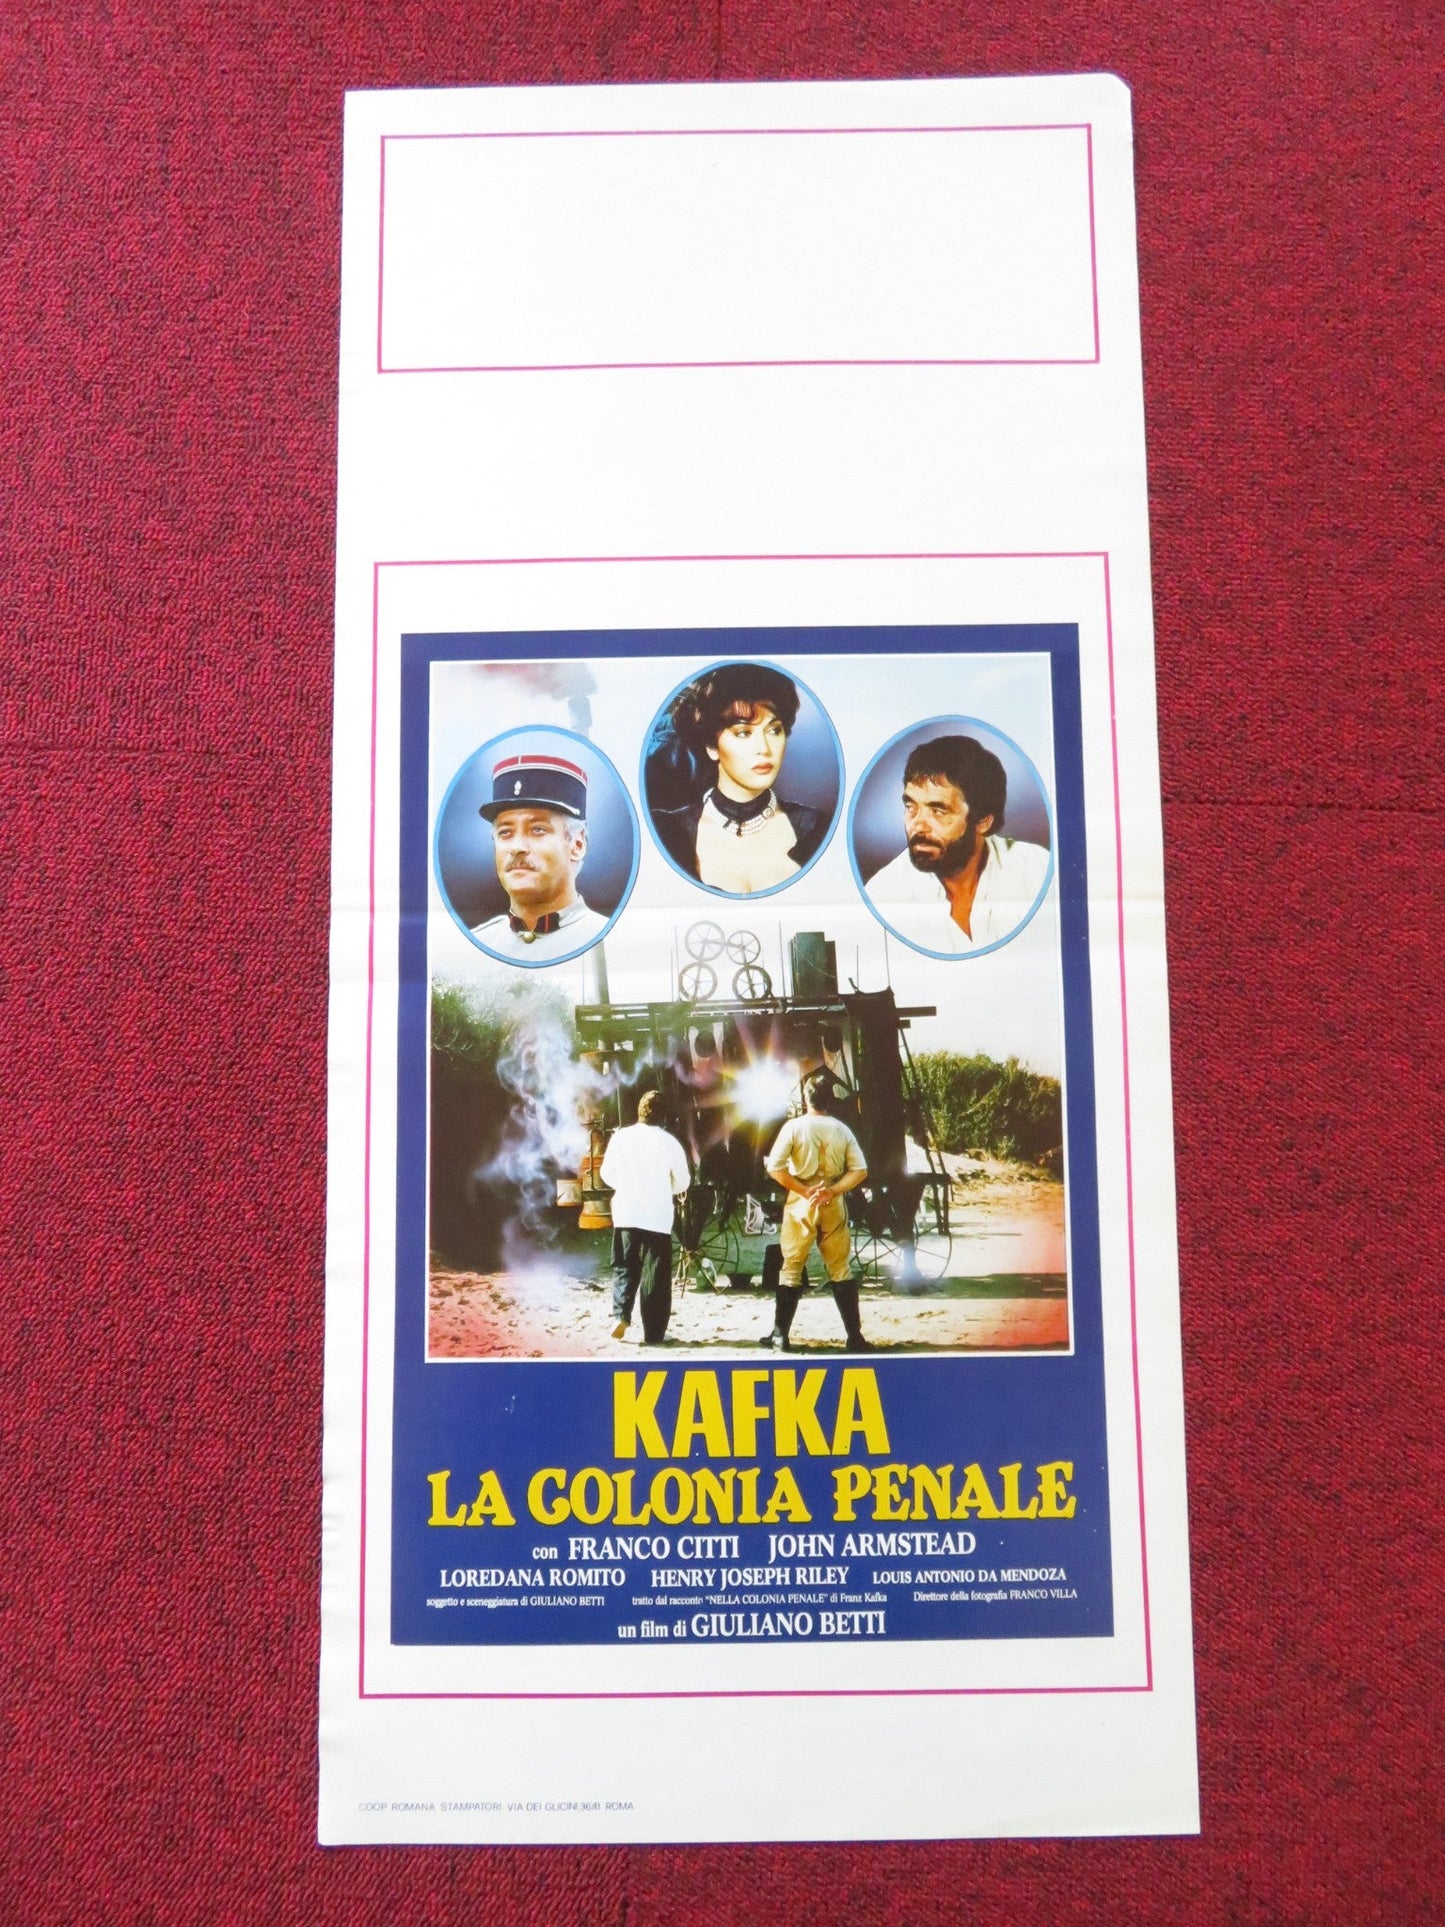 KAFKA
LA COLONIA PENALE
con FRANCO CITTI JOHN ARMSTEAD
LOREDANA ROMITO HENRY JOSEPH RILEY LOUIS ANTONIO DA MENDOZA
soggetto e sceneggiatura di GIULIANO BETTI tratto dal racconto "NELLA COLONIA PENALE" di Franz Kafka Direttore della fotografia FRANCO VILLA
un film di GIULIANO BETTI
COOP. ROMANA STAMPATORI VIA DEI GLICINI,36/B ROMA